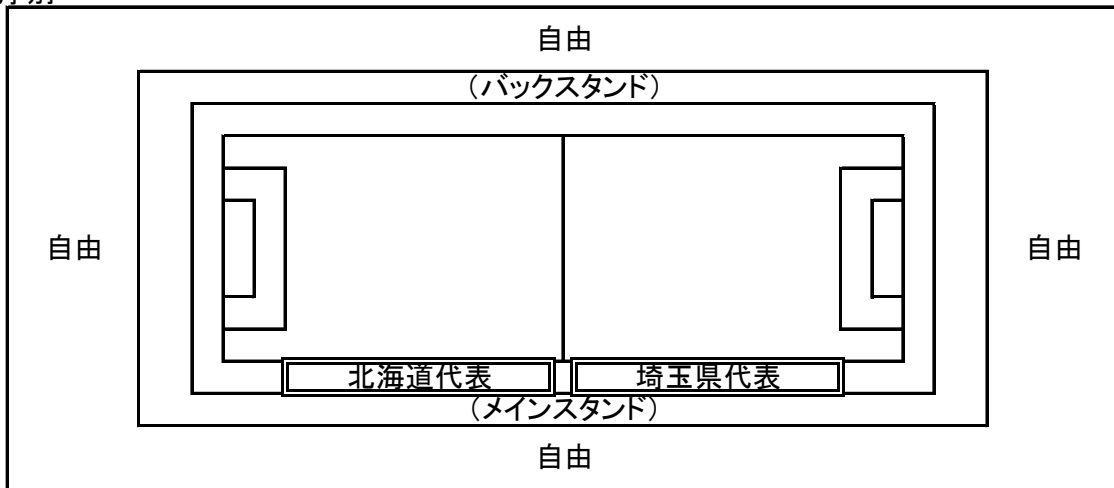 自由
（バックスタンド）
自由
自由
北海道代表
埼玉県代表
（メインスタンド）
自由